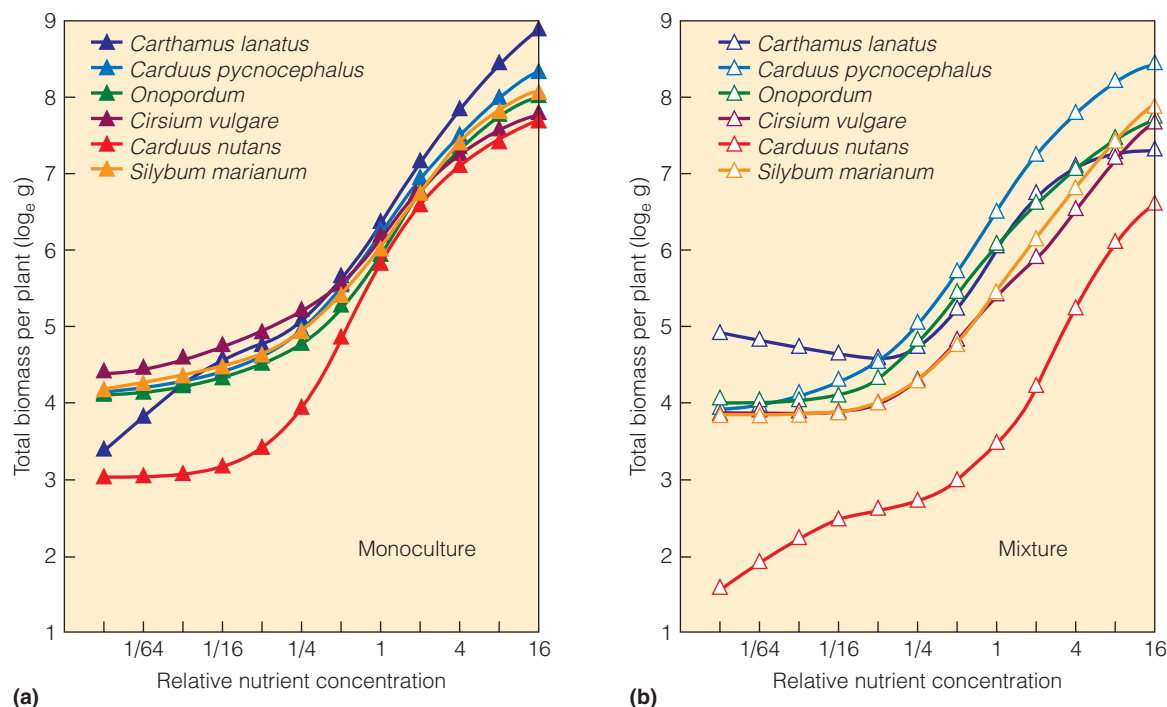 9
8
7
6
5
4
3
2
1
Total biomass per plant (logₑ g)
Carthamus lanatus
Carduus pycnocephalus
Onopordum
Cirsium vulgare
Carduus nutans
Silybum marianum
Monoculture
1/64 1/16 1/4 1 4 16
Relative nutrient concentration
(a)
9
8
7
6
5
4
3
2
1
Total biomass per plant (logₑ g)
Carthamus lanatus
Carduus pycnocephalus
Onopordum
Cirsium vulgare
Carduus nutans
Silybum marianum
Mixture
1/64 1/16 1/4 1 4 16
Relative nutrient concentration
(b)